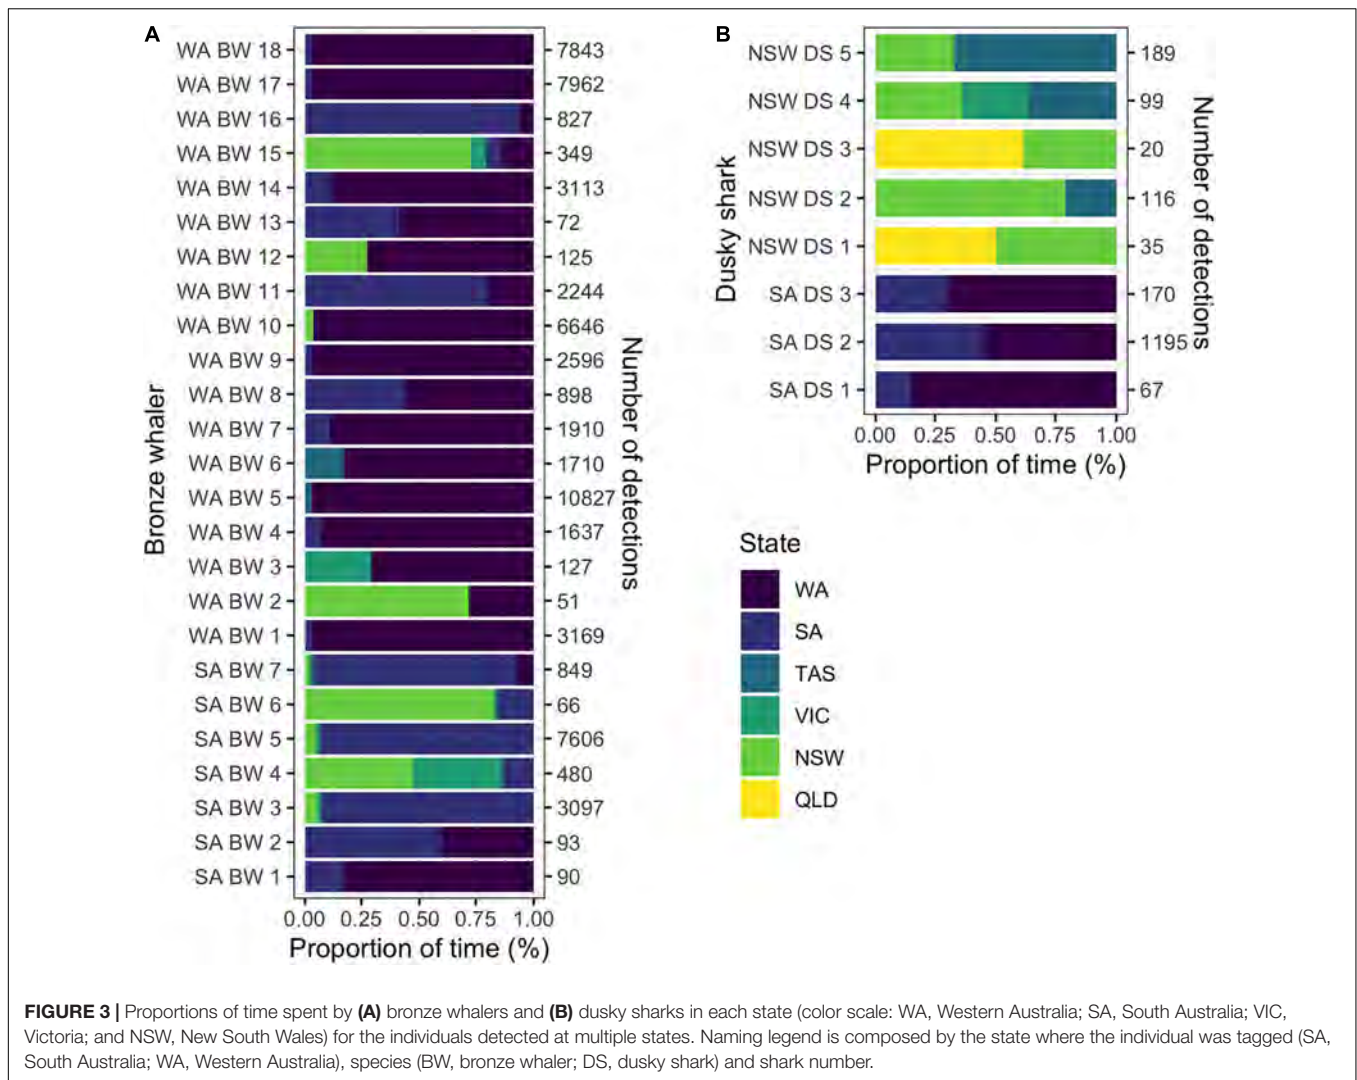 A
WA BW 18 7843
WA BW 17 7962
WA BW 16 827
WA BW 15 349
WA BW 14 3113
WA BW 13 72
WA BW 12 125
WA BW 11 2244
WA BW 10 6646
WA BW 9 2596
WA BW 8 898
WA BW 7 1910
WA BW 6 1710
WA BW 5 10827
WA BW 4 1637
WA BW 3 127
WA BW 2 51
WA BW 1 3169
SA BW 7 849
SA BW 6 66
SA BW 5 7606
SA BW 4 480
SA BW 3 3097
SA BW 2 93
SA BW 1 90
Bronze whaler
Number of detections
0.00 0.25 0.50 0.75 1.00
Proportion of time (%)
B
NSW DS 5 189
NSW DS 4 99
NSW DS 3 20
NSW DS 2 116
NSW DS 1 35
SA DS 3 170
SA DS 2 1195
SA DS 1 67
Dusky shark
Number of detections
0.00 0.25 0.50 0.75 1.00
Proportion of time (%)
State
WA
SA
TAS
VIC
NSW
QLD
FIGURE 3 | Proportions of time spent by (A) bronze whalers and (B) dusky sharks in each state (color scale: WA, Western Australia; SA, South Australia; VIC,
Victoria; and NSW, New South Wales) for the individuals detected at multiple states. Naming legend is composed by the state where the individual was tagged (SA,
South Australia; WA, Western Australia), species (BW, bronze whaler; DS, dusky shark) and shark number.